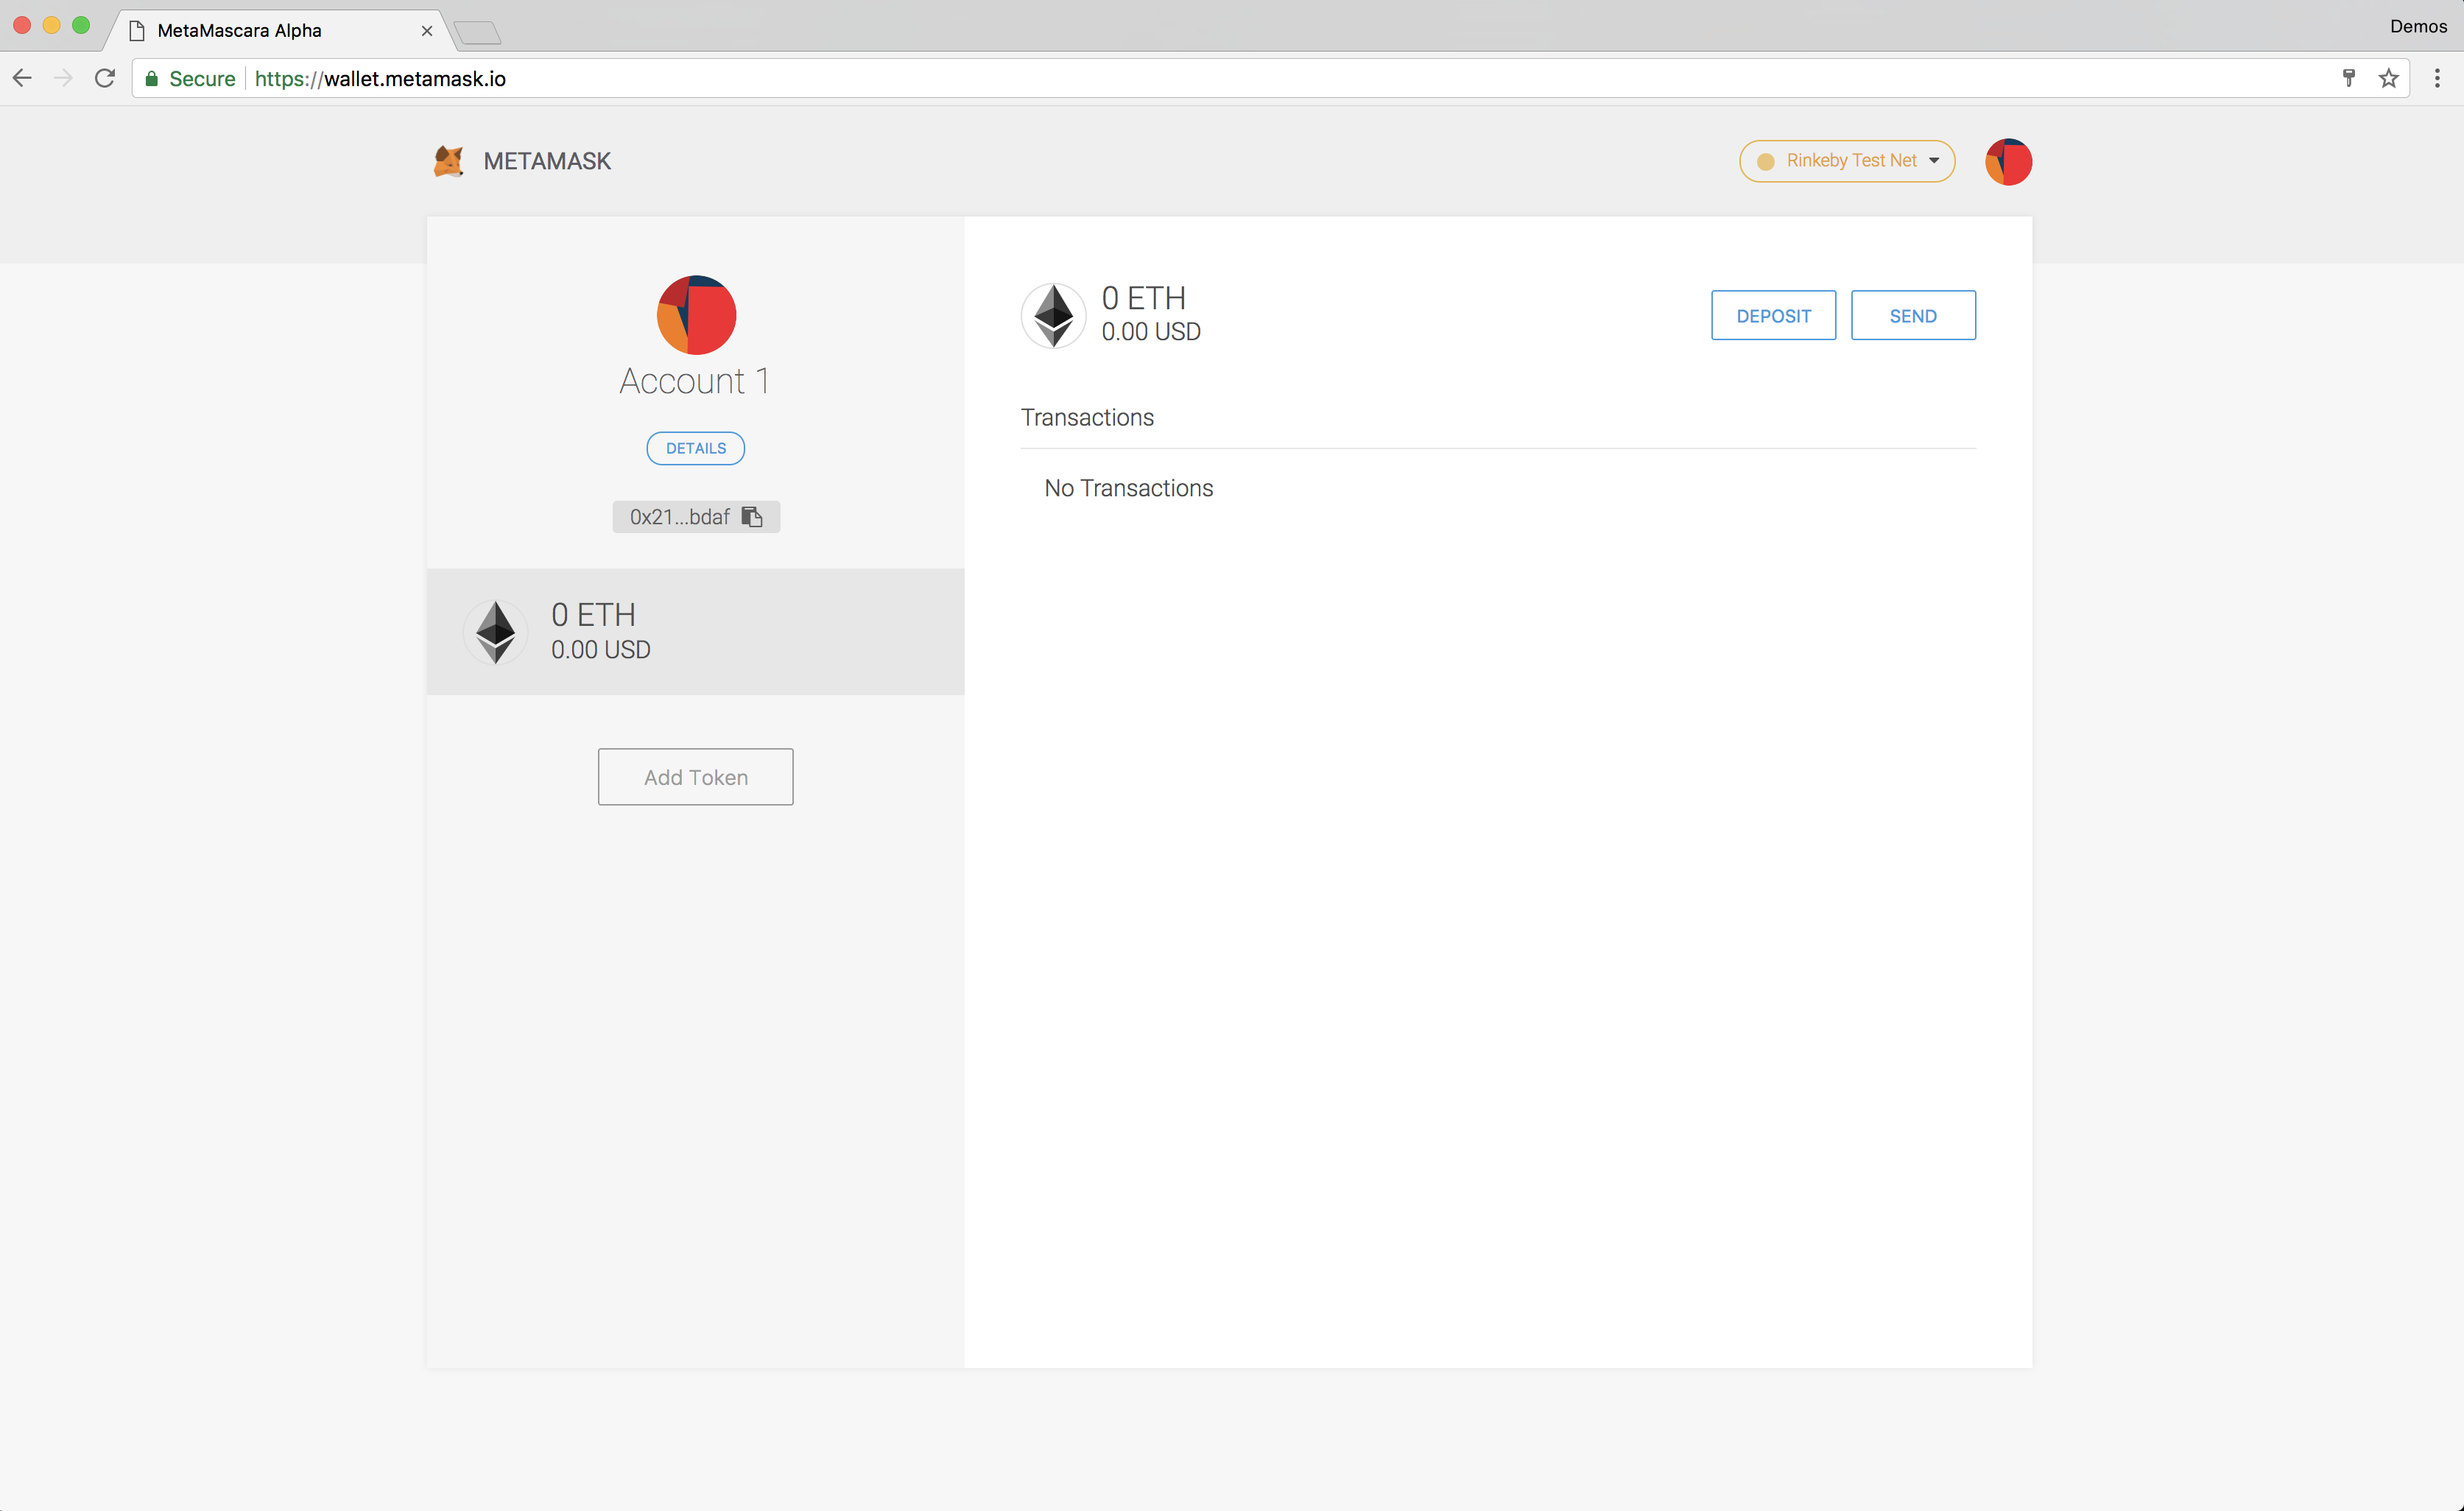 MetaMascara Alpha
Demos
Secure
https://wallet.metamask.io
METAMASK
Rinkeby Test Net
Account 1
DETAILS
0x21...bdaf
0 ETH
0.00 USD
Add Token
0 ETH
0.00 USD
DEPOSIT
SEND
Transactions
No Transactions